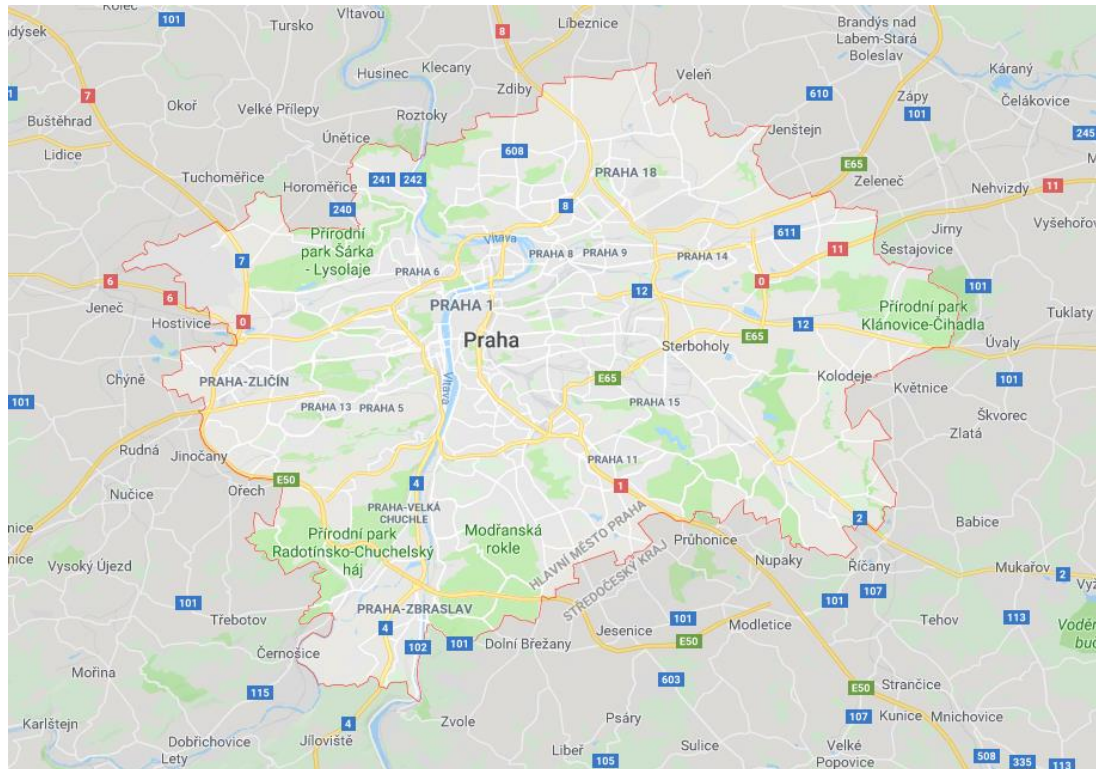 Kolec
101
Vltavou
Tursko
Líbeznice
8
Brandýs nad
Labem-Stará
Boleslav
Klecany
Husinec
Zdiby
Veleň
Káraný
7
Okoř
Velké Přílepy
610
Zápy
101
Čelákovice
Buštěhrad
Roztoky
Lidice
Únětice
608
Jenštejn
245
Tuchoměřice
Horoměřice
241
242
PRAHA 18
E65
Zeleneč
Nehvizdy
11
240
8
Přírodní
park Šárka
- Lysolaje
Vltava
611
Jirny
Vyšehořov
7
PRAHA 8
PRAHA 9
PRAHA 14
11
Šestajovice
PRAHA 6
6
6
0
12
101
Jeneč
PRAHA 1
Přírodní park
Klánovice-Čihadla
Tuklaty
Hostivice
0
12
Praha
E65
Sterboholy
Úvaly
Chýně
PRAHA-ZLIČÍN
E65
Kolodeje
Květnice
101
Vltava
101
PRAHA 13
PRAHA 5
PRAHA 15
Škvorec
Zlatá
Rudná
Jinočany
PRAHA 11
E50
4
1
Ořech
Nučice
PRAHA-VELKÁ
CHUCHLE
2
nice
Přírodní park
Radotínsko-Chuchelský
háj
Modřanská
rokle
HLAVNÍ MĚSTO PRAHA
STŘEDOČESKÝ KRAJ
Průhonice
Babice
nice
Vysoký Újezd
Nupaky
Říčany
Mukařov
2
Vyž
101
PRAHA-ZBRASLAV
101
107
Třebotov
4
101
Jesenice
Modletice
Tehov
113
102
101
Dolní Břežany
E50
Voděr
buč
Černošice
Mořina
115
603
E50
Strančice
Karlštejn
4
Zvole
Psáry
107
Kunice
Mnichovice
Dobřichovice
Lety
Jíloviště
Libeř
105
Sulice
Velké
Popovice
508
335
113